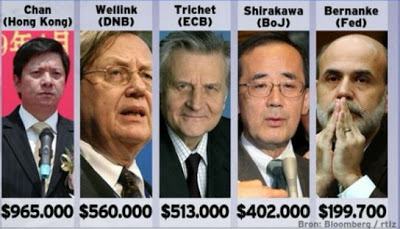 Chan
(Hong Kong)
Wellink
(DNB)
Trichet
(ECB)
Shirakawa
(BoJ)
Bernanke
(Fed)
$965.000
$560.000
$513.000
$402.000
$199.700
Bron: Bloomberg / rtlz